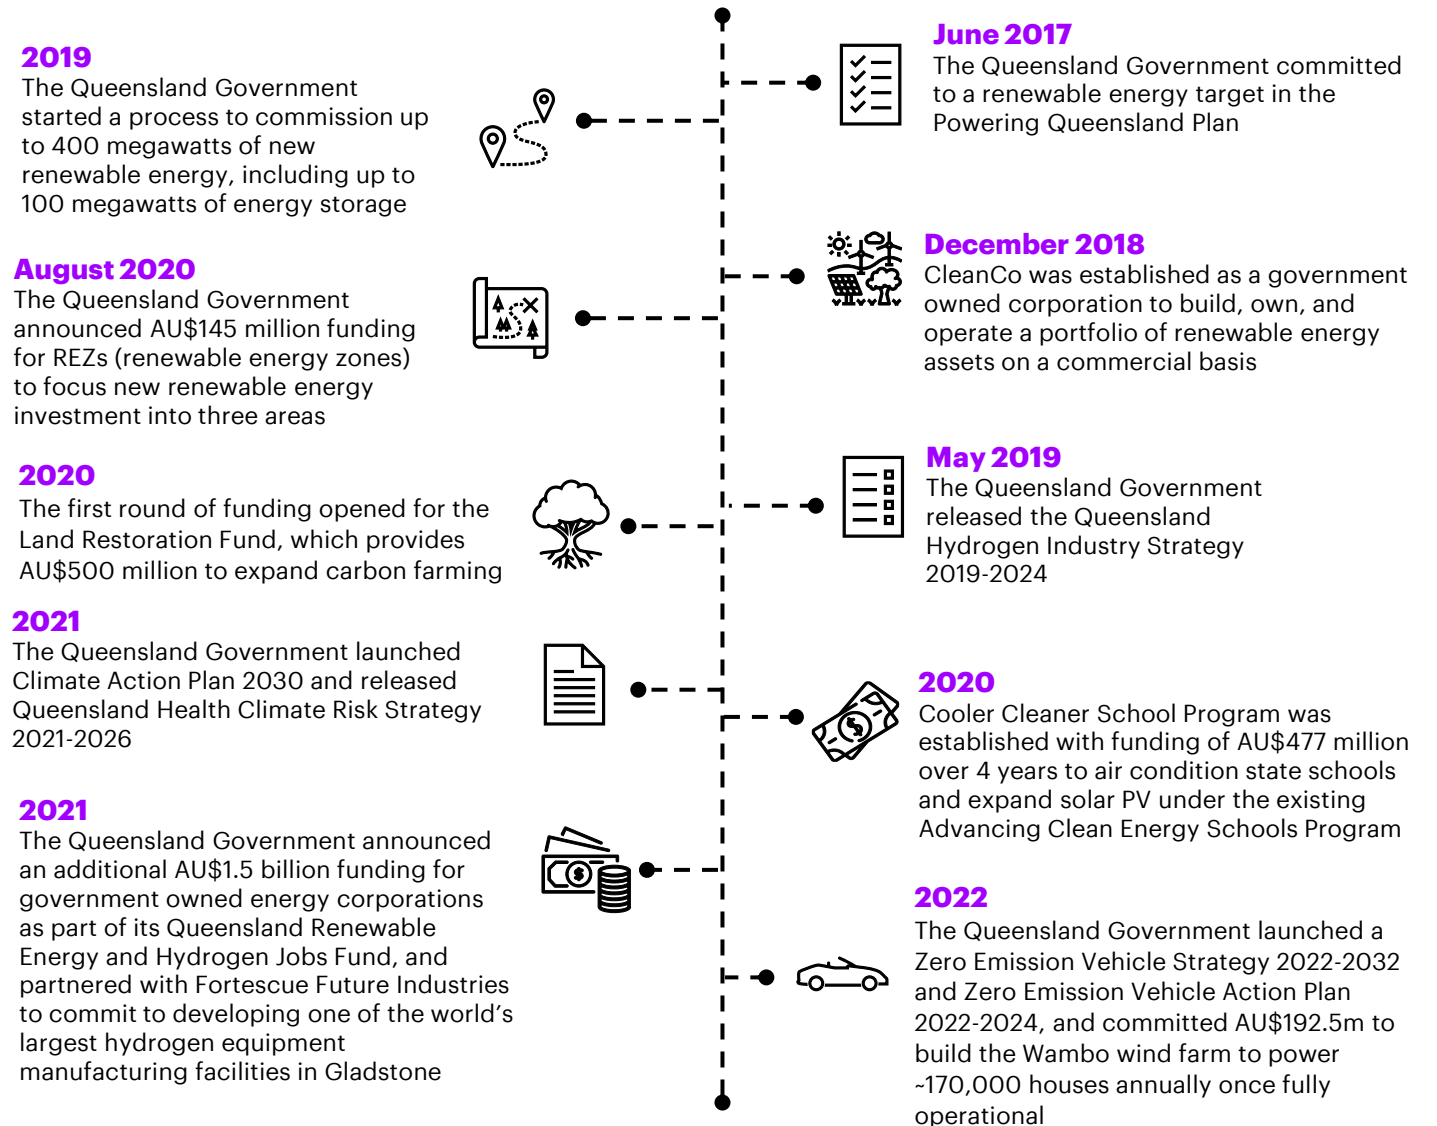 2019
The Queensland Government
started a process to commission up
to 400 megawatts of new
renewable energy, including up to
100 megawatts of energy storage
August 2020
The Queensland Government
announced AU$145 million funding
for REZs (renewable energy zones)
to focus new renewable energy
investment into three areas
2020
The first round of funding opened for the
Land Restoration Fund, which provides
AU$500 million to expand carbon farming
2021
The Queensland Government launched
Climate Action Plan 2030 and released
Queensland Health Climate Risk Strategy
2021-2026
2021
The Queensland Government announced
an additional AU$1.5 billion funding for
government owned energy corporations
as part of its Queensland Renewable
Energy and Hydrogen Jobs Fund, and
partnered with Fortescue Future Industries
to commit to developing one of the world’s
largest hydrogen equipment
manufacturing facilities in Gladstone
June 2017
The Queensland Government committed
to a renewable energy target in the
Powering Queensland Plan
December 2018
CleanCo was established as a government
owned corporation to build, own, and
operate a portfolio of renewable energy
assets on a commercial basis
May 2019
The Queensland Government
released the Queensland
Hydrogen Industry Strategy
2019-2024
2020
Cooler Cleaner School Program was
established with funding of AU$477 million
over 4 years to air condition state schools
and expand solar PV under the existing
Advancing Clean Energy Schools Program
2022
The Queensland Government launched a
Zero Emission Vehicle Strategy 2022-2032
and Zero Emission Vehicle Action Plan
2022-2024, and committed AU$192.5m to
build the Wambo wind farm to power
~170,000 houses annually once fully
operational